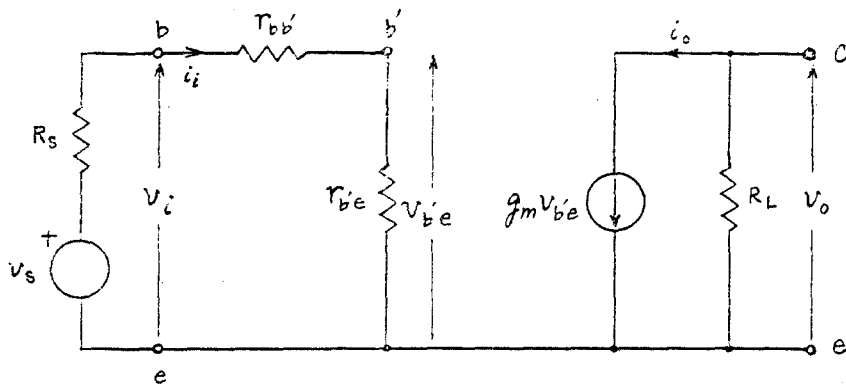 b
r_bb'
b'
i_i
i_o
C
R_S
v_i
r_b'e
v_b'e
g_m v_b'e
R_L
v_o
+
v_s
e
e